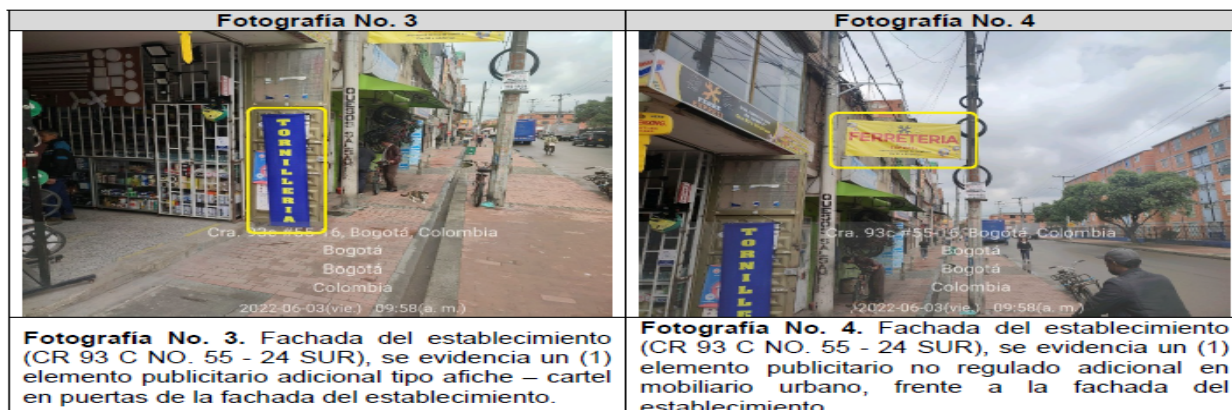 Fotografía No. 3
TORNILLERIA
Cra. 93c #55-16, Bogotá, Colombia
Bogotá
Bogotá
Colombia
2022-06-03(vie.) 09:58(a. m.)
Fotografía No. 3. Fachada del establecimiento
(CR 93 C NO. 55 - 24 SUR), se evidencia un (1)
elemento publicitario adicional tipo afiche – cartel
en puertas de la fachada del establecimiento.
Fotografía No. 4
FERRETERIA
TORNILLE
Cra. 93c #55-16, Bogotá, Colombia
Bogotá
Bogotá
Colombia
2022-06-03(vie.) 09:58(a. m.)
Fotografía No. 4. Fachada del establecimiento
(CR 93 C NO. 55 - 24 SUR), se evidencia un (1)
elemento publicitario no regulado adicional en
mobiliario urbano, frente a la fachada del
establecimiento